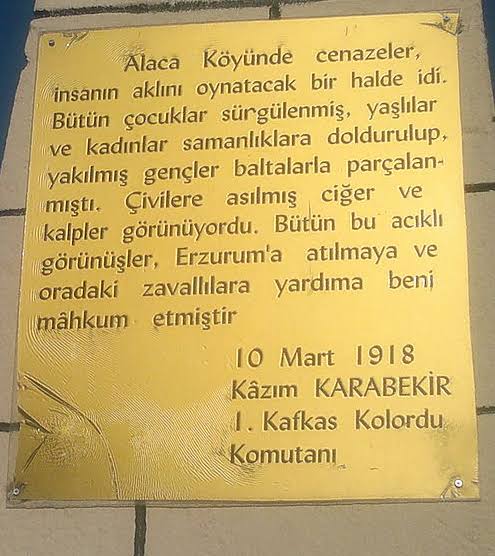 Alaca Köyünde cenazeler,
insanın aklını oynatacak bir halde idi.
Bütün çocuklar sürgülenmiş, yaşlılar
ve kadınlar samanlıklara doldurulup,
yakılmış gençler baltalarla parçalan-
mıştı. Çivilere asılmış ciğer ve
kalpler görünüyordu. Bütün bu acıklı
görünüşler, Erzurum'a atılmaya ve
oradaki zavallılara yardıma beni
mâhkum etmiştir
10 Mart 1918
Kâzım KARABEKİR
1. Kafkas Kolordu
Komutanı